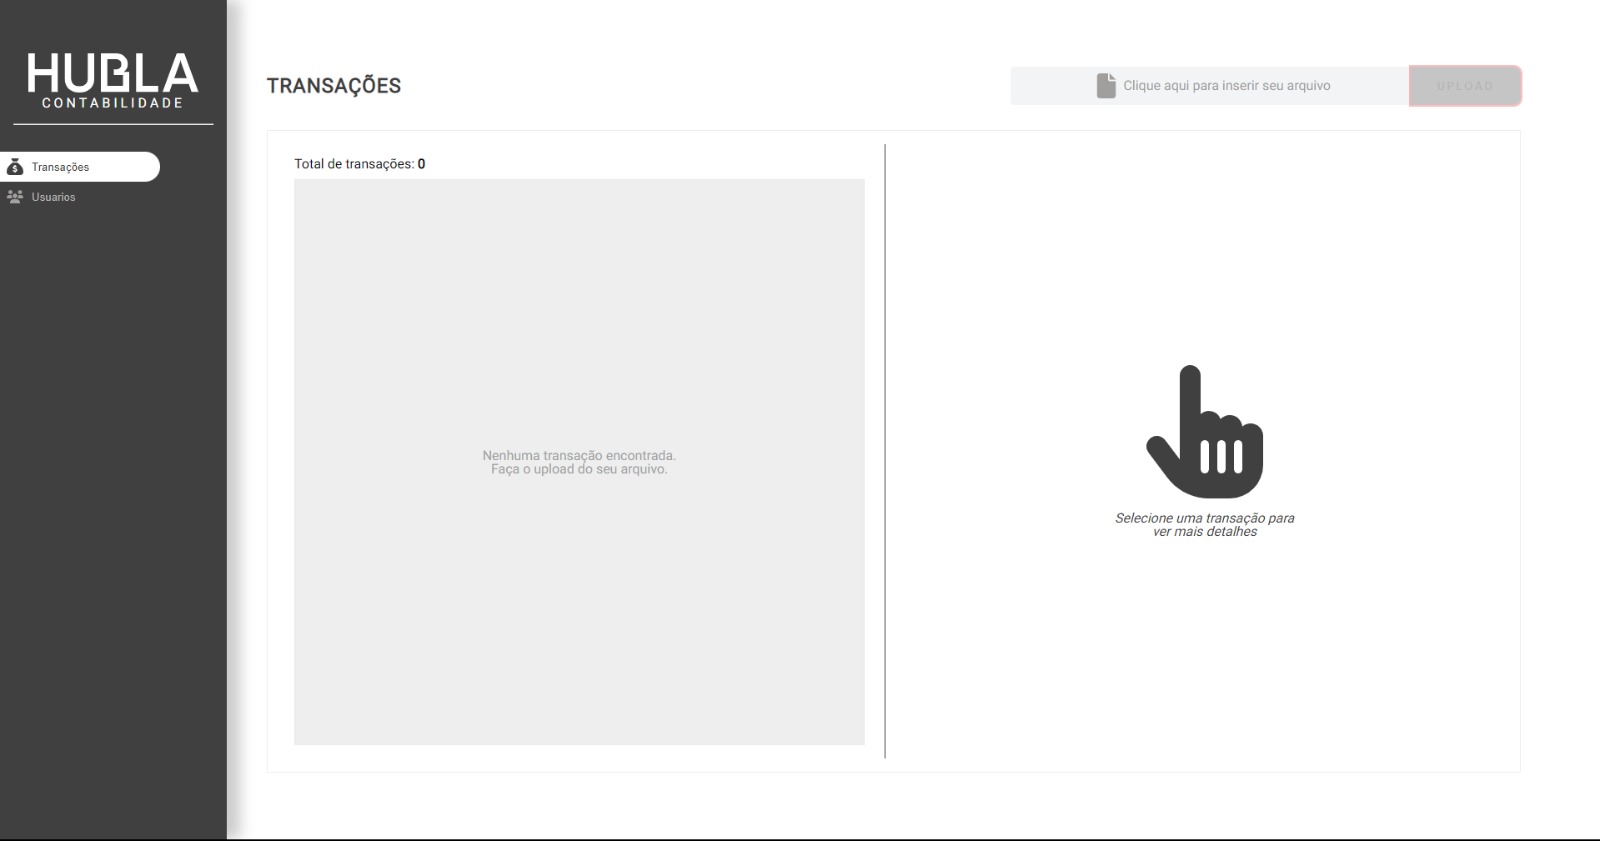 HUBLA
CONTABILIDADE
Transações
Usuarios
TRANSAÇÕES
Clique aqui para inserir seu arquivo
UPLOAD
Total de transações: 0
Nenhuma transação encontrada.
Faça o upload do seu arquivo.
Selecione uma transação para
ver mais detalhes